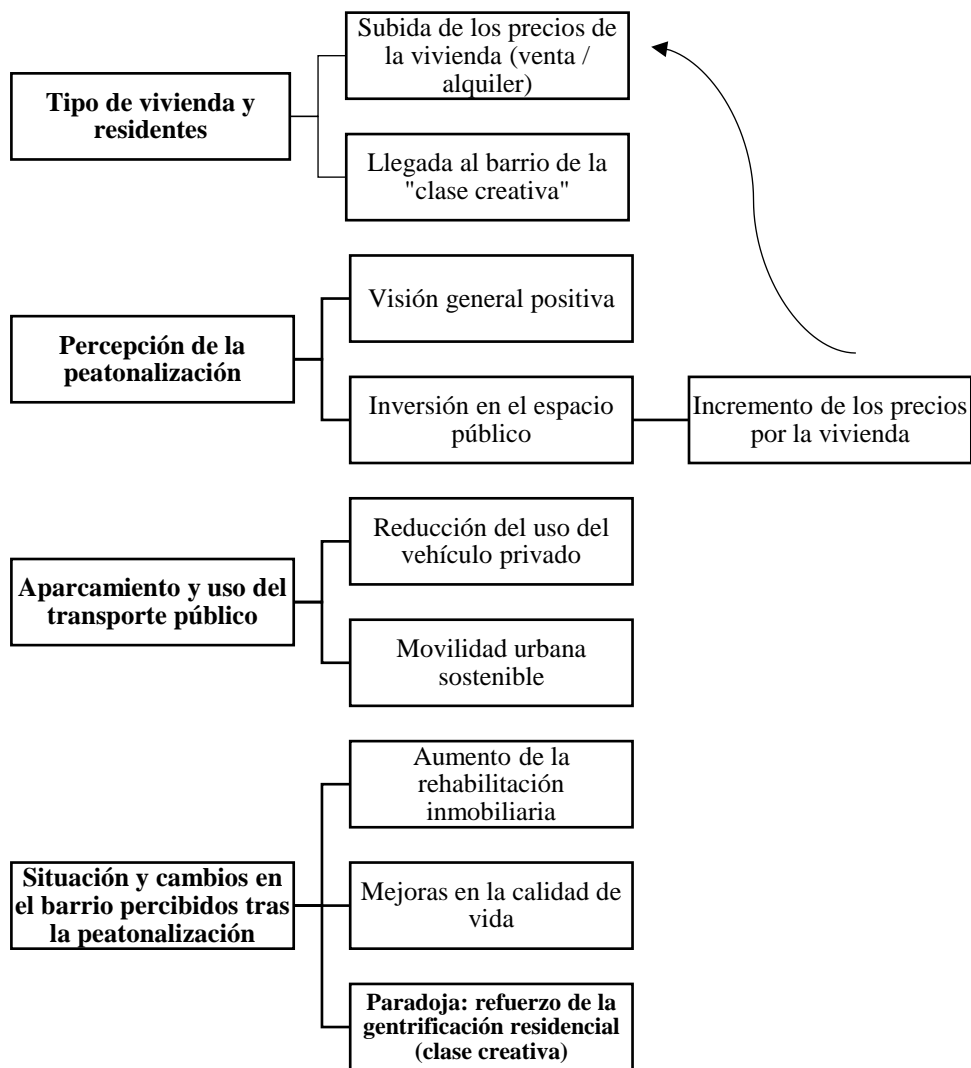 Subida de los precios de
la vivienda (venta /
alquiler)
Tipo de vivienda y
residentes
Llegada al barrio de la
"clase creativa"
Visión general positiva
Percepción de la
peatonalización
Inversión en el espacio
público
Incremento de los precios
por la vivienda
Reducción del uso del
vehículo privado
Aparcamiento y uso del
transporte público
Movilidad urbana
sostenible
Aumento de la
rehabilitación
inmobiliaria
Situación y cambios en
el barrio percibidos tras
la peatonalización
Mejoras en la calidad de
vida
Paradoja: refuerzo de la
gentrificación residencial
(clase creativa)